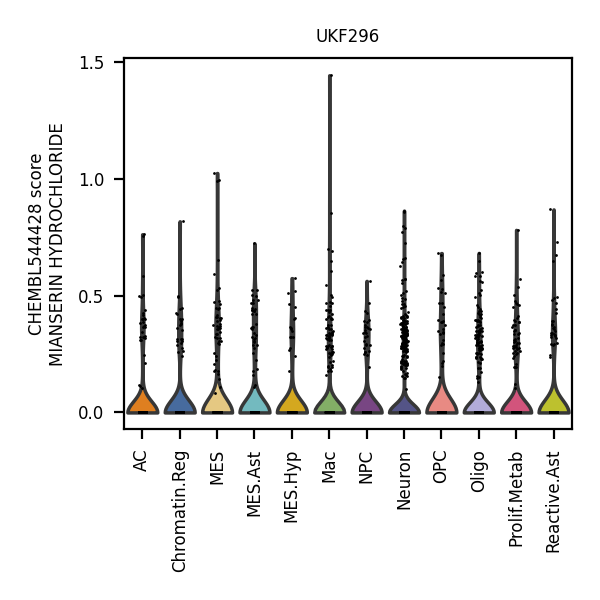 UKF296
CHEMBL544428 score
MIANSERIN HYDROCHLORIDE
1.5
1.0
0.5
0.0
AC
Chromatin.Reg
MES
MES.Ast
MES.Hyp
Mac
NPC
Neuron
OPC
Oligo
Prolif.Metab
Reactive.Ast